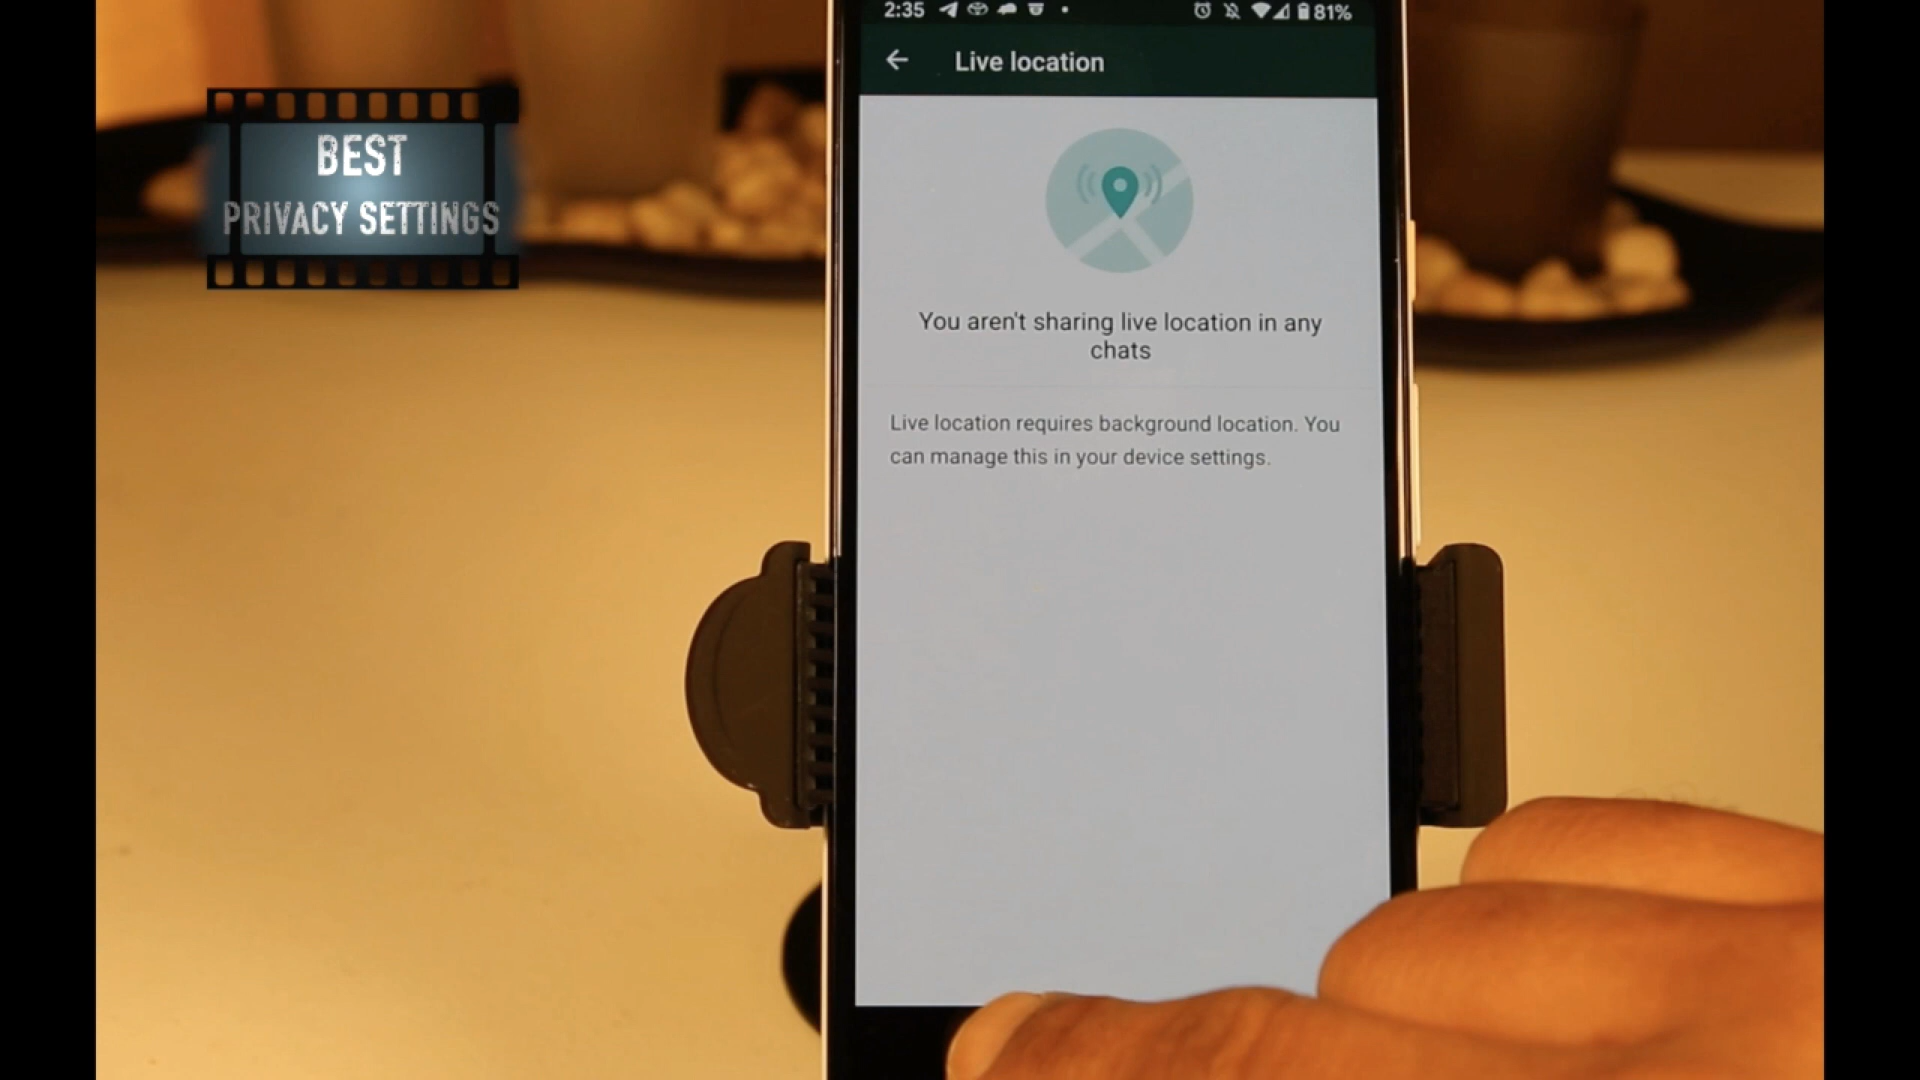 2:35
81%
Live location
BEST
PRIVACY SETTINGS
You aren't sharing live location in any
chats
Live location requires background location. You
can manage this in your device settings.